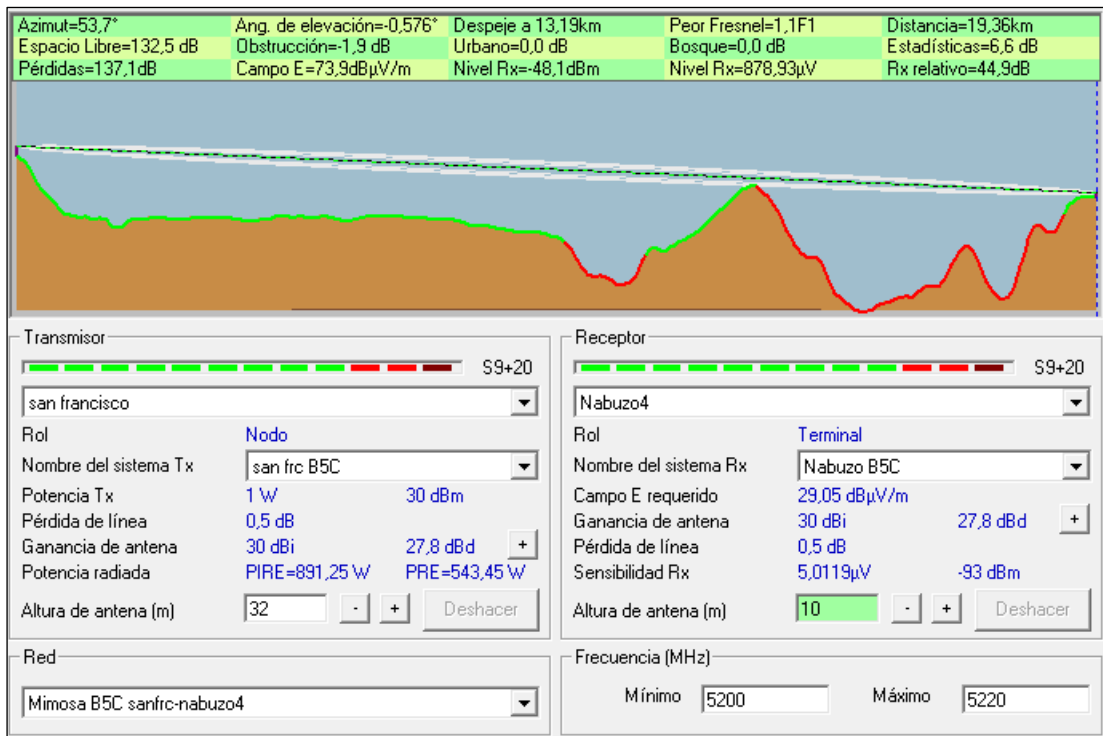 Azimut=53,7° Ang. de elevación=-0,576° Despeje a 13,19km Peor Fresnel=1,1F1 Distancia=19,36km
Espacio Libre=132,5 dB Obstrucción=-1,9 dB Urbano=0,0 dB Bosque=0,0 dB Estadísticas=6,6 dB
Pérdidas=137,1dB Campo E=73,9dBµV/m Nivel Rx=-48,1dBm Nivel Rx=878,93µV Rx relativo=44,9dB
Transmisor
S9+20
san francisco
Rol Nodo
Nombre del sistema Tx san frc B5C
Potencia Tx 1 W 30 dBm
Pérdida de línea 0,5 dB
Ganancia de antena 30 dBi 27,8 dBd +
Potencia radiada PIRE=891,25 W PRE=543,45 W
Altura de antena (m) 32 - + Deshacer
Receptor
S9+20
Nabuzo4
Rol Terminal
Nombre del sistema Rx Nabuzo B5C
Campo E requerido 29,05 dBµV/m
Ganancia de antena 30 dBi 27,8 dBd +
Pérdida de línea 0,5 dB
Sensibilidad Rx 5,0119µV -93 dBm
Altura de antena (m) 10 - + Deshacer
Red
Mimosa B5C sanfrc-nabuzo4
Frecuencia (MHz)
Mínimo 5200 Máximo 5220